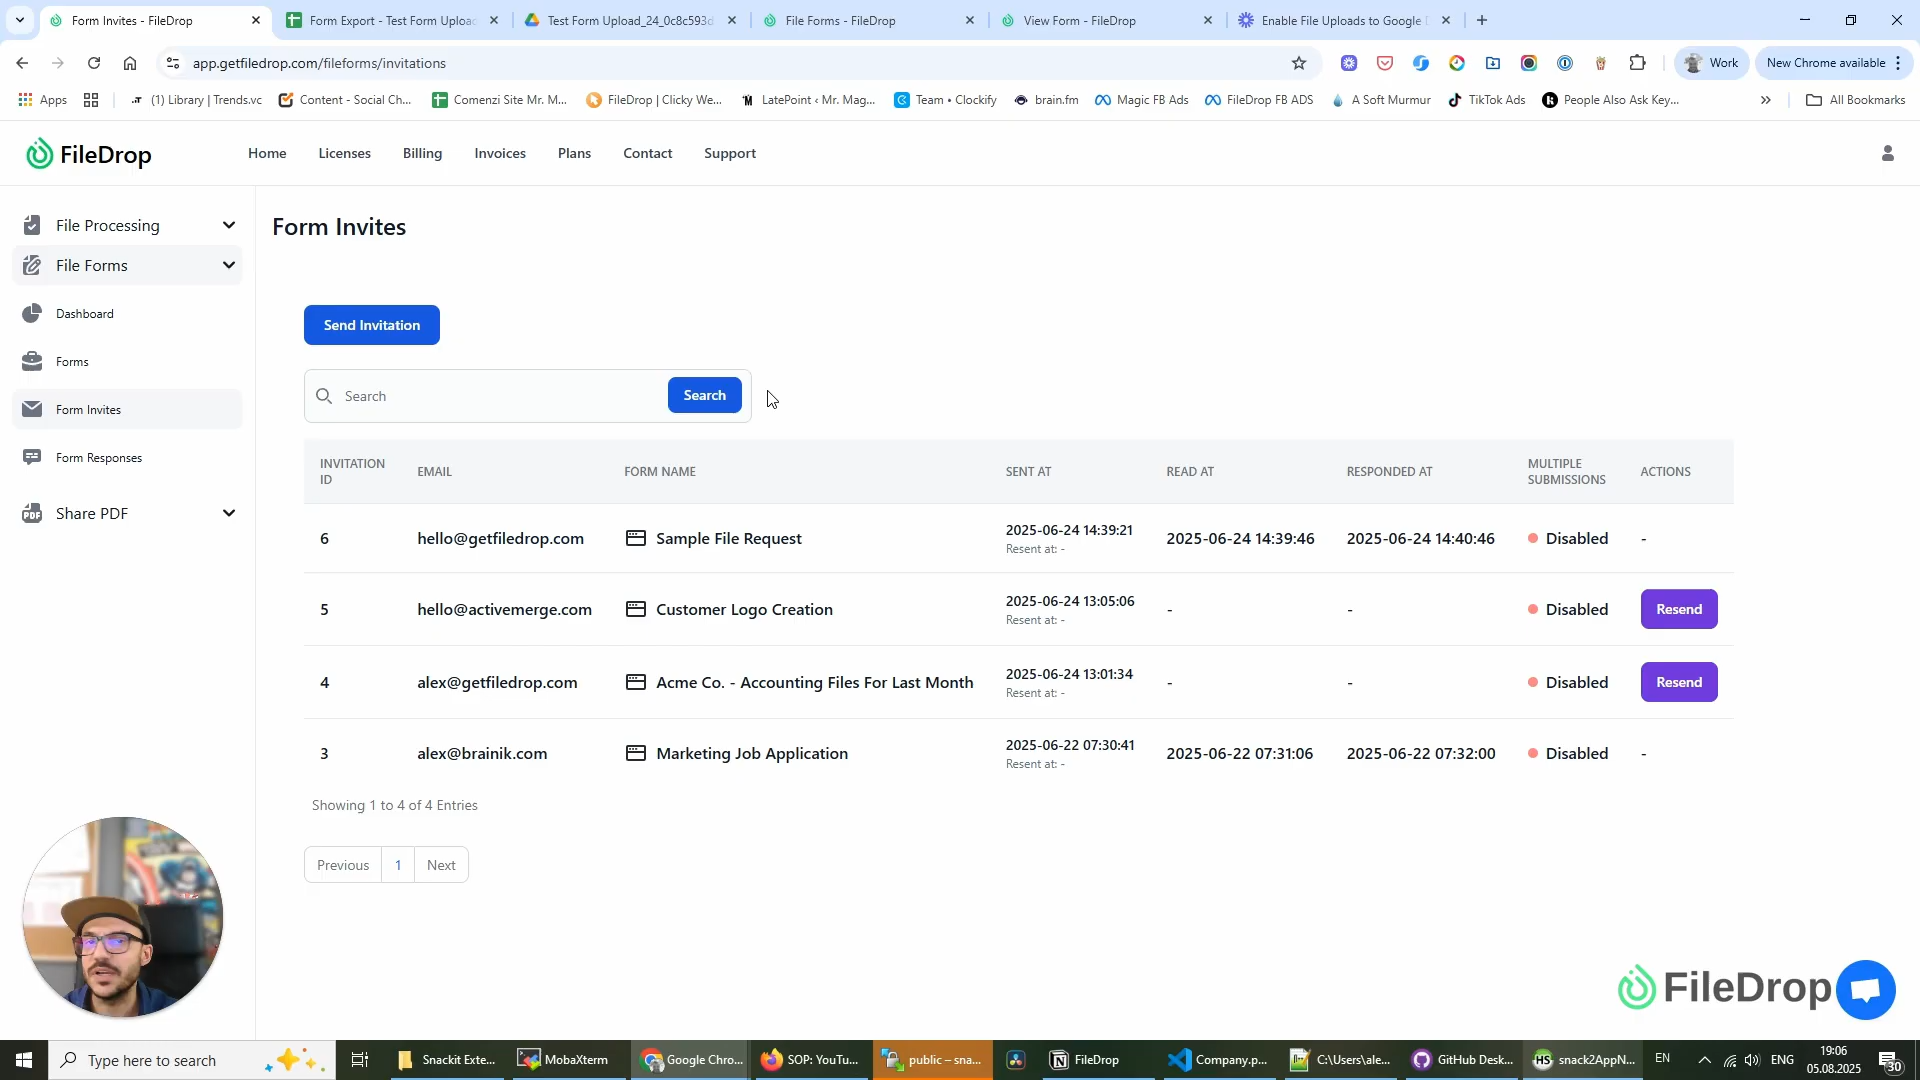 Form Invites - FileDrop
Form Export - Test Form Upload
Test Form Upload_24_0c8c593d
File Forms - FileDrop
View Form - FileDrop
Enable File Uploads to Google
app.getfiledrop.com/fileforms/invitations
Work
New Chrome available
Apps
(1) Library | Trends.vc
Content - Social Ch...
Comenzi Site Mr. M...
FileDrop | Clicky We...
LatePoint ‹ Mr. Mag...
Team • Clockify
brain.fm
Magic FB Ads
FileDrop FB ADS
A Soft Murmur
TikTok Ads
People Also Ask Key...
All Bookmarks
FileDrop
Home
Licenses
Billing
Invoices
Plans
Contact
Support
File Processing
File Forms
Dashboard
Forms
Form Invites
Form Responses
PDF
Share PDF
Form Invites
Send Invitation
Search
Search
INVITATION ID
EMAIL
FORM NAME
SENT AT
READ AT
RESPONDED AT
MULTIPLE SUBMISSIONS
ACTIONS
6
hello@getfiledrop.com
Sample File Request
2025-06-24 14:39:21
Resent at: -
2025-06-24 14:39:46
2025-06-24 14:40:46
Disabled
-
5
hello@activemerge.com
Customer Logo Creation
2025-06-24 13:05:06
Resent at: -
-
-
Disabled
Resend
4
alex@getfiledrop.com
Acme Co. - Accounting Files For Last Month
2025-06-24 13:01:34
Resent at: -
-
-
Disabled
Resend
3
alex@brainik.com
Marketing Job Application
2025-06-22 07:30:41
Resent at: -
2025-06-22 07:31:06
2025-06-22 07:32:00
Disabled
-
Showing 1 to 4 of 4 Entries
Previous
1
Next
FileDrop
Type here to search
Snackit Exte...
MobaXterm
Google Chro...
SOP: YouTu...
public – sna...
FileDrop
Company.p...
C:\Users\ale...
GitHub Desk...
HS
snack2AppN...
EN
ENG
19:06
05.08.2025
30